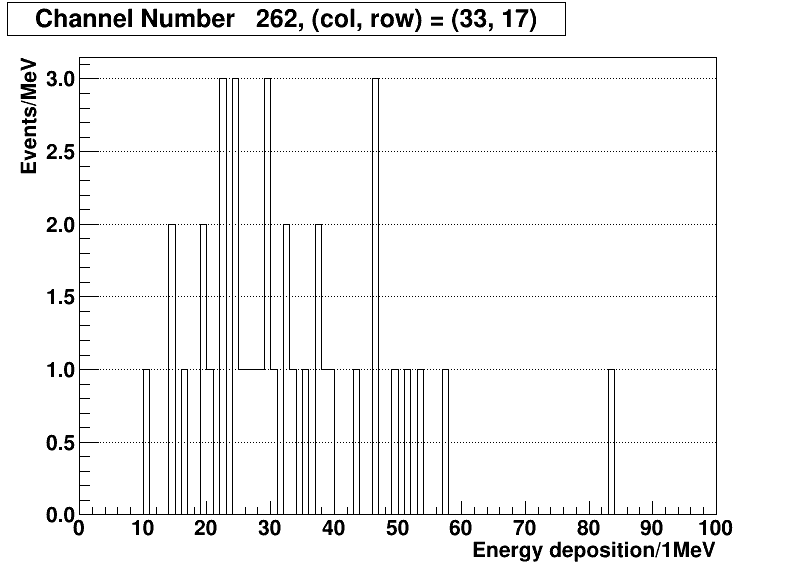 Channel Number 262, (col, row) = (33, 17)
Events/MeV
3.0
2.5
2.0
1.5
1.0
0.5
0.0
0 10 20 30 40 50 60 70 80 90 100
Energy deposition/1MeV